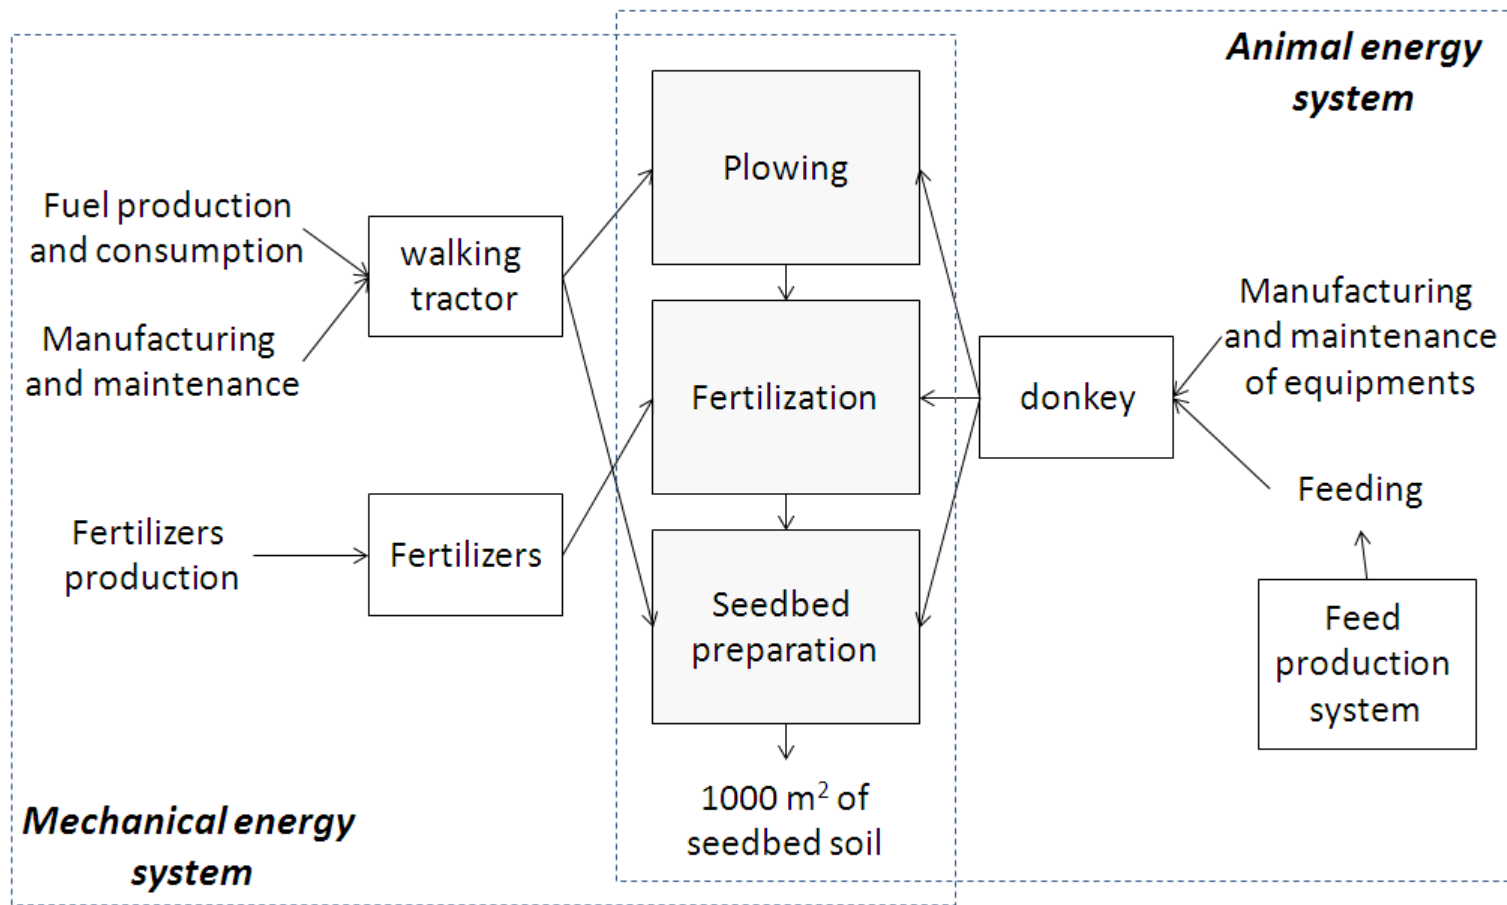 Animal energy
system
Plowing
Fuel production
and consumption
walking
tractor
Manufacturing
and maintenance
Manufacturing
and maintenance
of equipments
Fertilization
donkey
Feeding
Fertilizers
production
Fertilizers
Seedbed
preparation
Feed
production
system
1000 m² of
seedbed soil
Mechanical energy
system